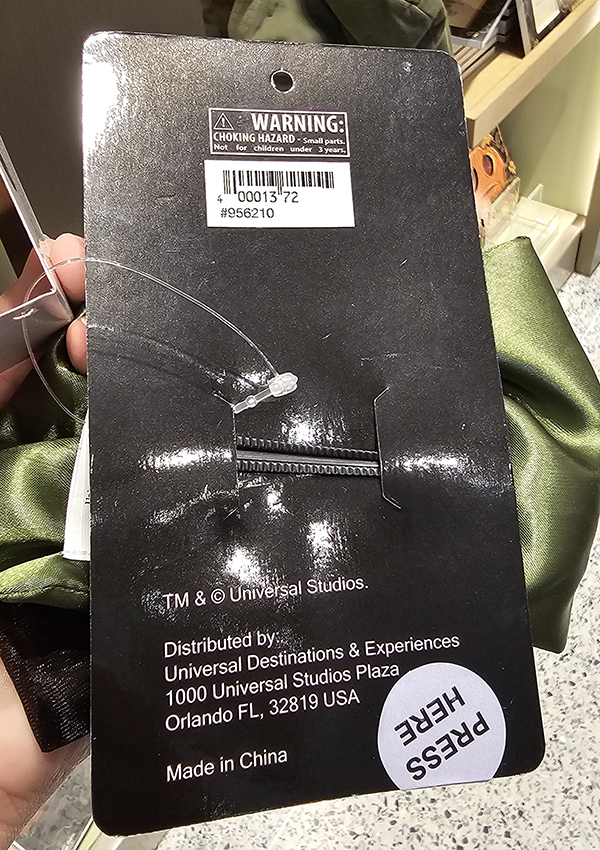 WARNING:
CHOKING HAZARD - Small parts.
Not for children under 3 years.
4 00013 72
#956210
TM & © Universal Studios.
Distributed by:
Universal Destinations & Experiences
1000 Universal Studios Plaza
Orlando FL, 32819 USA
Made in China
PRESS
HERE